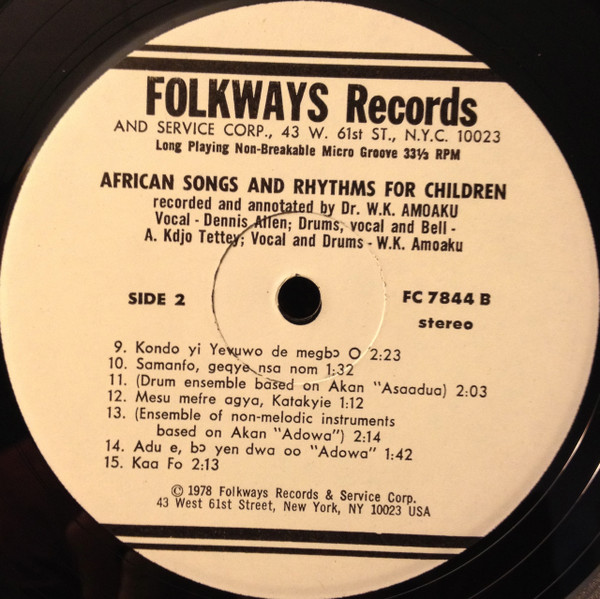 FOLKWAYS Records
AND SERVICE CORP., 43 W. 61st ST., N.Y.C. 10023
Long Playing Non-Breakable Micro Groove 33⅓ RPM
AFRICAN SONGS AND RHYTHMS FOR CHILDREN
recorded and annotated by Dr. W.K. AMOAKU
Vocal - Dennis Allen; Drums, vocal and Bell -
A. Kdjo Tettey; Vocal and Drums - W.K. Amoaku
SIDE 2
FC 7844 B
stereo
9. Kondo yi Yevuwo de megbɔ O 2:23
10. Samanfo, geqye nsa nom 1:32
11. (Drum ensemble based on Akan "Asaadua) 2:03
12. Mesu mefre agya, Katakyie 1:12
13. (Ensemble of non-melodic instruments
based on Akan "Adowa") 2:14
14. Adu e, bɔ yen dwa oo "Adowa" 1:42
15. Kaa Fo 2:13
© 1978 Folkways Records & Service Corp.
43 West 61st Street, New York, NY 10023 USA